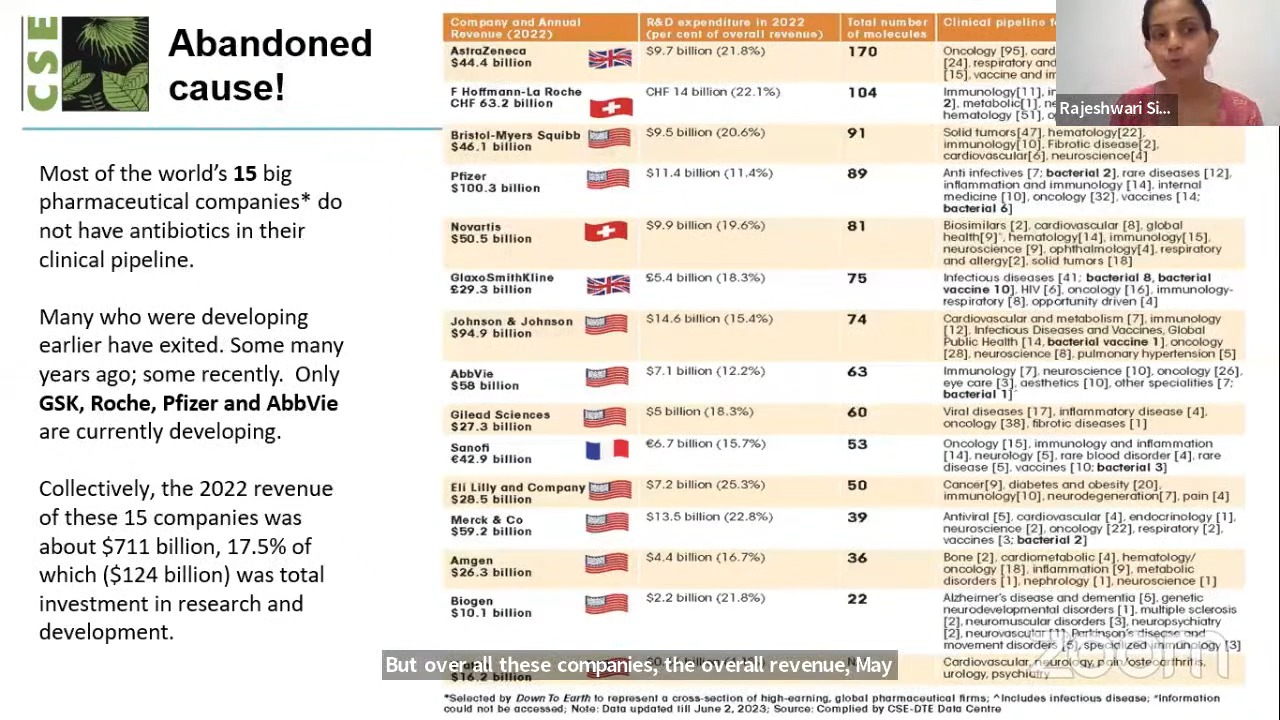 CSE
Abandoned
cause!
Most of the world's 15 big
pharmaceutical companies* do
not have antibiotics in their
clinical pipeline.
Many who were developing
earlier have exited. Some many
years ago; some recently. Only
GSK, Roche, Pfizer and AbbVie
are currently developing.
Collectively, the 2022 revenue
of these 15 companies was
about $711 billion, 17.5% of
which ($124 billion) was total
investment in research and
development.
Company and Annual
Revenue (2022)
R&D expenditure in 2022
(per cent of overall revenue)
Total number
of molecules
Clinical pipeline
AstraZeneca
$44.4 billion
$9.7 billion (21.8%)
170
Oncology [95],
[24], respiratory and
[15], vaccine and
F Hoffmann-La Roche
CHF 63.2 billion
CHF 14 billion (22.1%)
104
Immunology[11],
2], metabolic[1],
hematology [51],
Bristol-Myers Squibb
$46.1 billion
$9.5 billion (20.6%)
91
Solid tumors[47], hematology[22],
immunology[10], Fibrotic disease[2],
cardiovascular[6], neuroscience[4]
Pfizer
$100.3 billion
$11.4 billion (11.4%)
89
Anti infectives [7; bacterial 2], rare diseases [12],
inflammation and immunology [14], internal
medicine [10], oncology [32], vaccines [14;
bacterial 6]
Novartis
$50.5 billion
$9.9 billion (19.6%)
81
Biosimilars [2], cardiovascular [8], global
health[9]^, hematology[14], immunology[15],
neuroscience [9], ophthalmology[4], respiratory
and allergy[2], solid tumors [18]
GlaxoSmithKline
£29.3 billion
£5.4 billion (18.3%)
75
Infectious diseases [41; bacterial 8, bacterial
vaccine 10], HIV [6], oncology [16], immunology-
respiratory [8], opportunity driven [4]
Johnson & Johnson
$94.9 billion
$14.6 billion (15.4%)
74
Cardiovascular and metabolism [7], immunology
[12], Infectious Diseases and Vaccines, Global
Public Health [14, bacterial vaccine 1], oncology
[28], neuroscience [8], pulmonary hypertension [5]
AbbVie
$58 billion
$7.1 billion (12.2%)
63
Immunology [7], neuroscience [10], oncology [26],
eye care [3], aesthetics [10], other specialities [7;
bacterial 1]
Gilead Sciences
$27.3 billion
$5 billion (18.3%)
60
Viral diseases [17], inflammatory disease [4],
oncology [38], fibrotic diseases [1]
Sanofi
€42.9 billion
€6.7 billion (15.7%)
53
Oncology [15], immunology and inflammation
[14], neurology [5], rare blood disorder [4], rare
disease [5], vaccines [10; bacterial 3]
Eli Lilly and Company
$28.5 billion
$7.2 billion (25.3%)
50
Cancer[9], diabetes and obesity [20],
immunology[10], neurodegeneration[7], pain [4]
Merck & Co
$59.2 billion
$13.5 billion (22.8%)
39
Antiviral [5], cardiovascular [4], endocrinology [1],
neuroscience [2], oncology [22], respiratory [2],
vaccines [3; bacterial 2]
Amgen
$26.3 billion
$4.4 billion (16.7%)
36
Bone [2], cardiometabolic [4], hematology/
oncology [18], inflammation [9], metabolic
disorders [1], nephrology [1], neuroscience [1]
Biogen
$10.1 billion
$2.2 billion (21.8%)
22
Alzheimer's disease and dementia [5], genetic
neurodevelopmental disorders [1], multiple sclerosis
[2], neuromuscular disorders [3], neuropsychiatry
[2], neurovascular [1], Parkinson's disease and
movement disorders [5], specialized immunology [3]
$16.2 billion
Cardiovascular, neurology, pain, osteoarthritis,
urology, psychiatry
*Selected by Down To Earth to represent a cross-section of high-earning, global pharmaceutical firms; ^Includes infectious disease; "Information
could not be accessed; Note: Data updated till June 2, 2023; Source: Complied by CSE-DTE Data Centre
Rajeshwari Si...
zoom
But over all these companies, the overall revenue, May